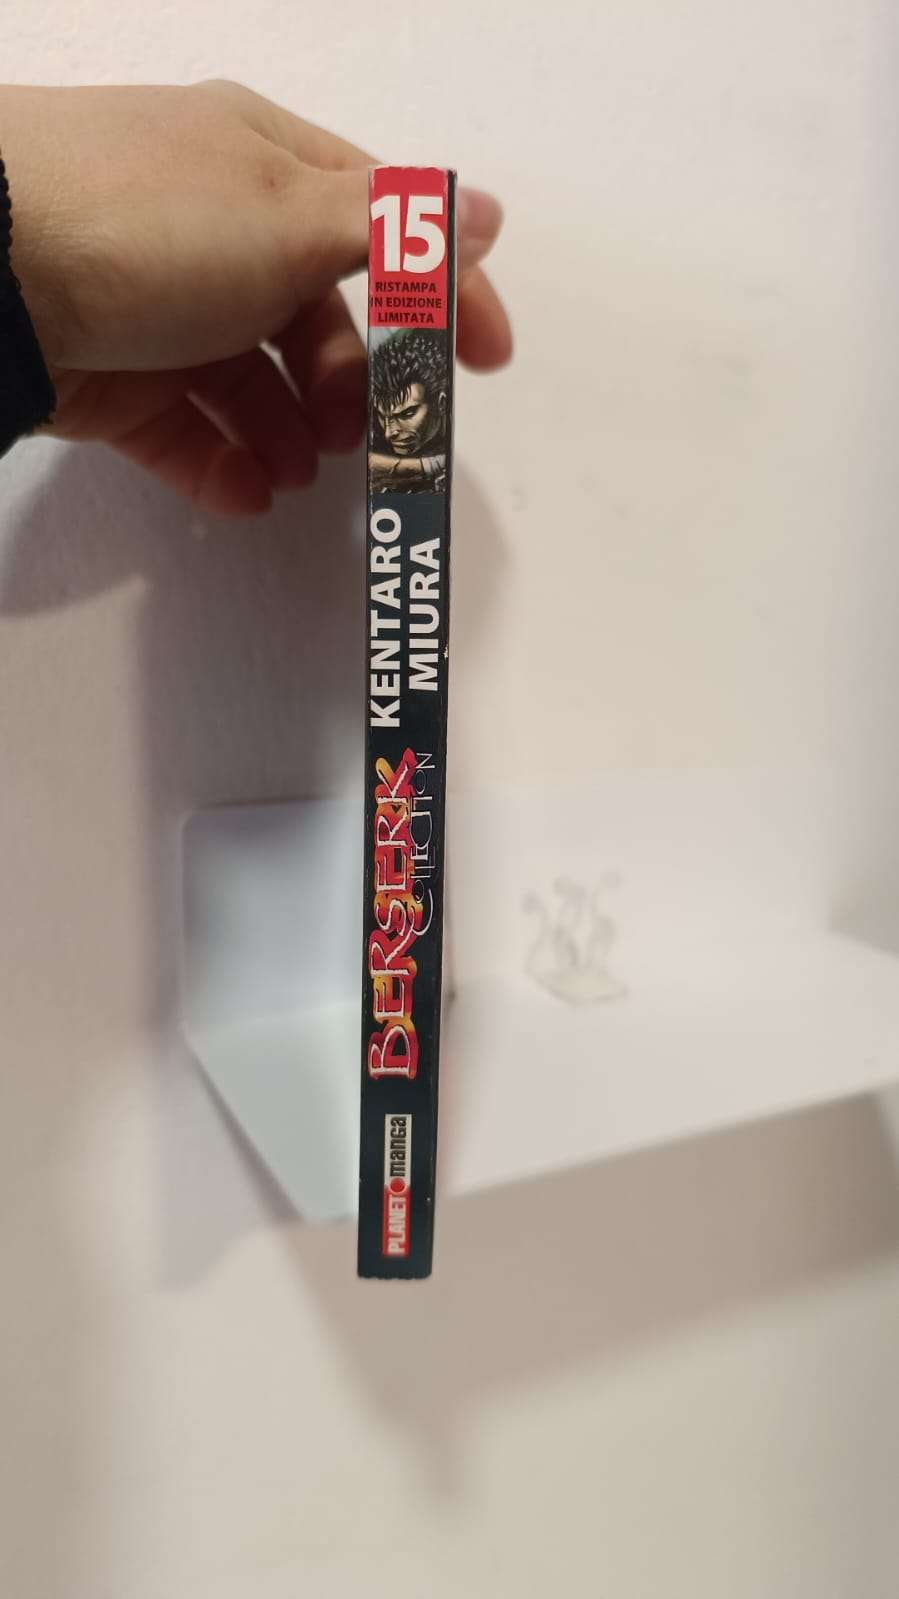 15
RISTAMPA
IN EDIZIONE
LIMITATA
KENTARO
MIURA
BERSERK
COLLECTION
PLANET manga